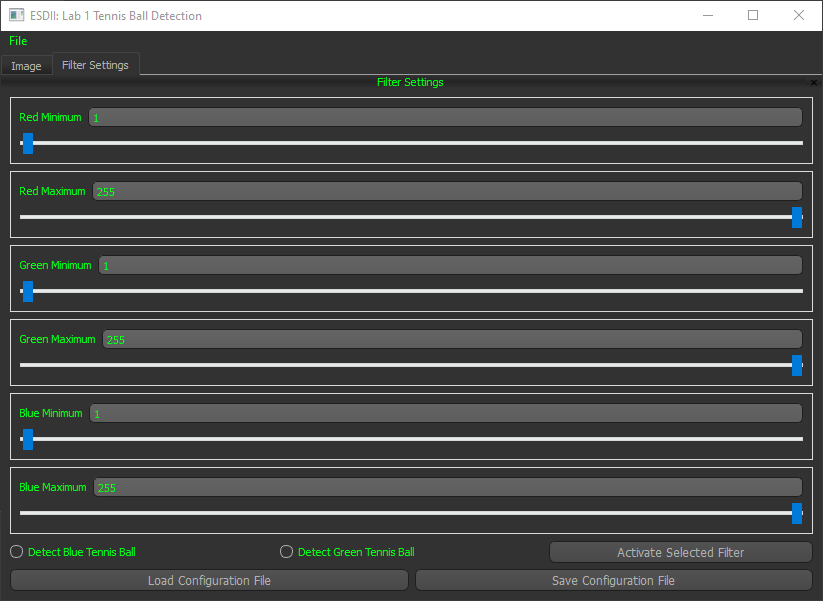 ESDII: Lab 1 Tennis Ball Detection
File
Image Filter Settings
Filter Settings
Red Minimum 1
Red Maximum 255
Green Minimum 1
Green Maximum 255
Blue Minimum 1
Blue Maximum 255
Detect Blue Tennis Ball Detect Green Tennis Ball Activate Selected Filter
Load Configuration File Save Configuration File